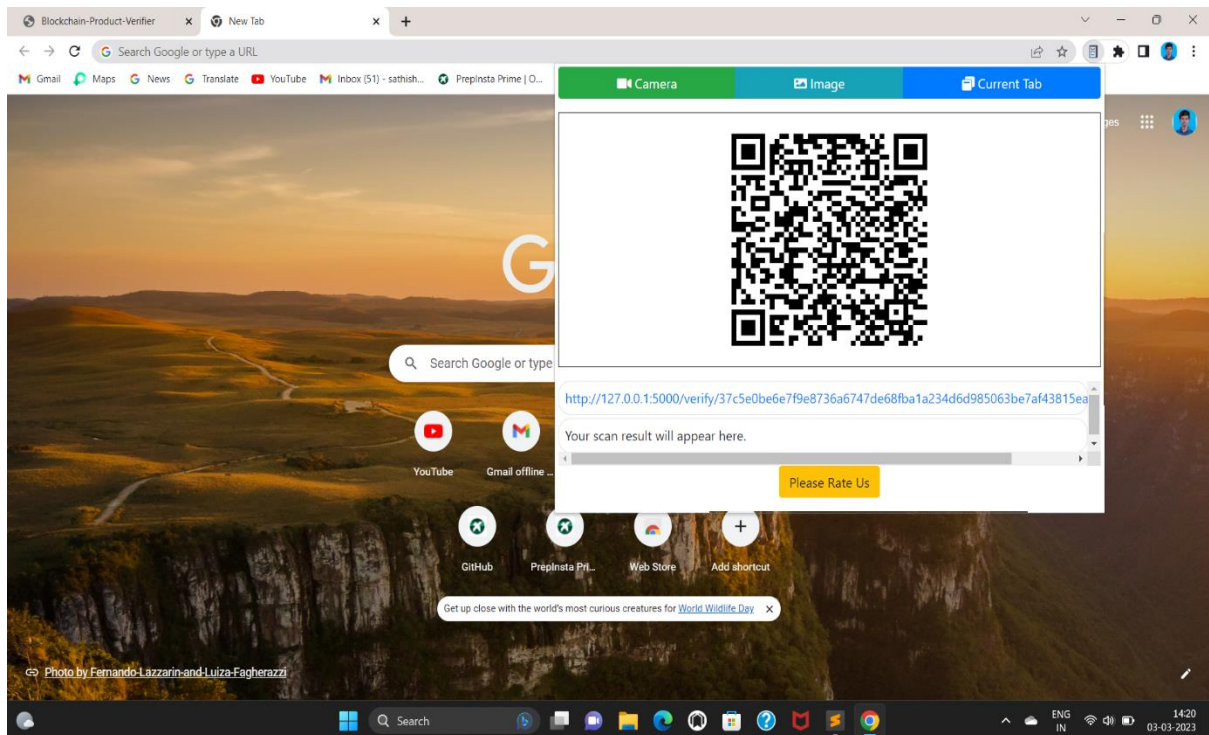 Blockchain-Product-Verifier
New Tab
Search Google or type a URL
Gmail Maps News Translate YouTube Inbox (51) - sathish... PrepInsta Prime | O...
Camera Image Current Tab
G
Search Google or type
http://127.0.0.1:5000/verify/37c5e0be6e7f9e8736a6747de68fba1a234d6d985063be7af43815ea
Your scan result will appear here.
Please Rate Us
YouTube Gmail offline ...
GitHub PrepInsta Pri... Web Store Add shortcut
Get up close with the world's most curious creatures for World Wildlife Day
Photo by Fernando-Lazzarin-and-Luiza-Fagherazzi
Search
ENG
IN
14:20
03-03-2023